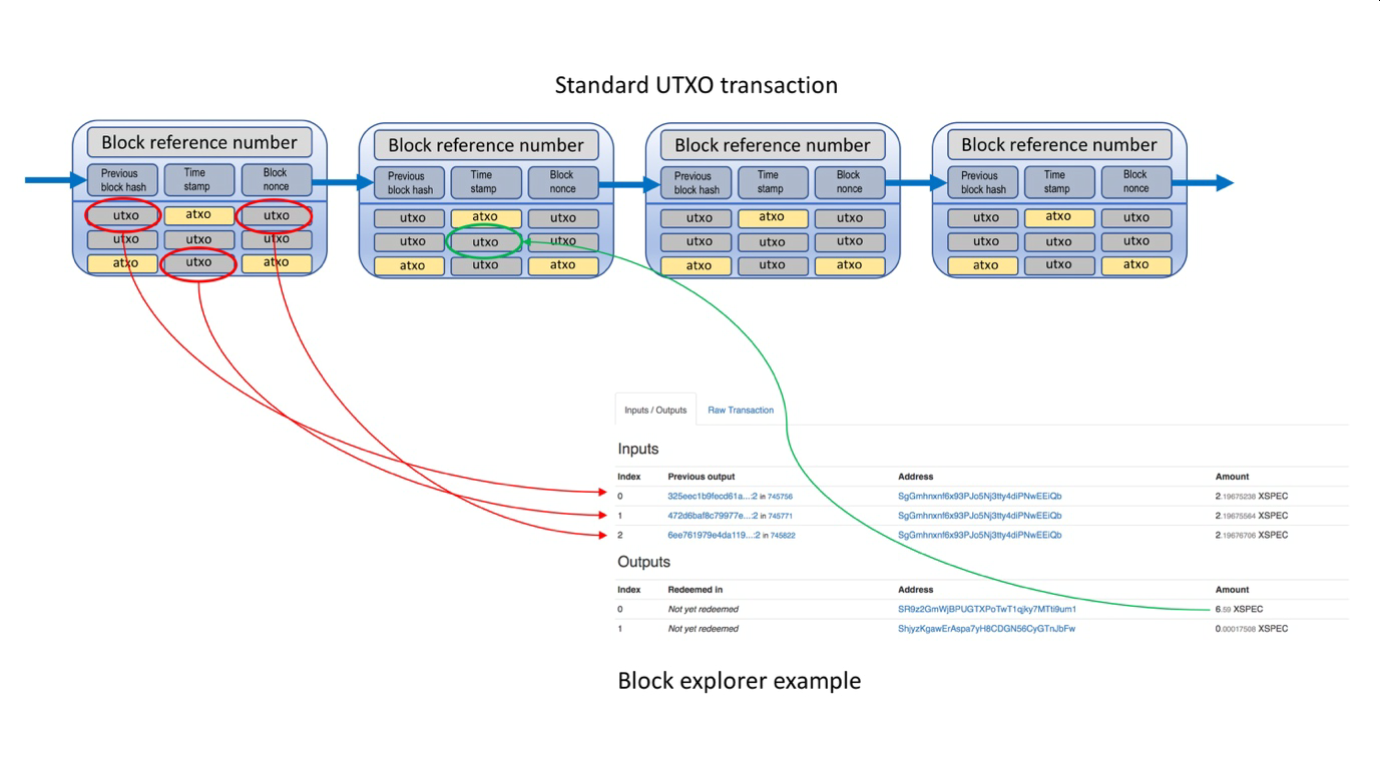 Standard UTXO transaction
Block reference number
Previous block hash
Time stamp
Block nonce
utxo atxo utxo
utxo utxo utxo
atxo utxo atxo
Block reference number
Previous block hash
Time stamp
Block nonce
utxo atxo utxo
utxo utxo utxo
atxo utxo atxo
Block reference number
Previous block hash
Time stamp
Block nonce
utxo atxo utxo
utxo utxo utxo
atxo utxo atxo
Block reference number
Previous block hash
Time stamp
Block nonce
utxo atxo utxo
utxo utxo utxo
atxo utxo atxo
Inputs / Outputs Raw Transaction
Inputs
Index Previous output Address Amount
0 325eec1b9fecd61a...:2 in 745756 SgGmhnxnf6x93PJo5Nj3tty4diPNwEEiQb 2.19675238 XSPEC
1 472d6baf8c79977e...:2 in 745771 SgGmhnxnf6x93PJo5Nj3tty4diPNwEEiQb 2.19675564 XSPEC
2 6ee761979e4da119...:2 in 745822 SgGmhnxnf6x93PJo5Nj3tty4diPNwEEiQb 2.19676706 XSPEC
Outputs
Index Redeemed in Address Amount
0 Not yet redeemed SR9z2GmWjBPUGTXPoTwT1qjky7MTti9um1 6.59 XSPEC
1 Not yet redeemed ShjyzKgawErAspa7yH8CDGN56CyGTnJbFw 0.00017508 XSPEC
Block explorer example